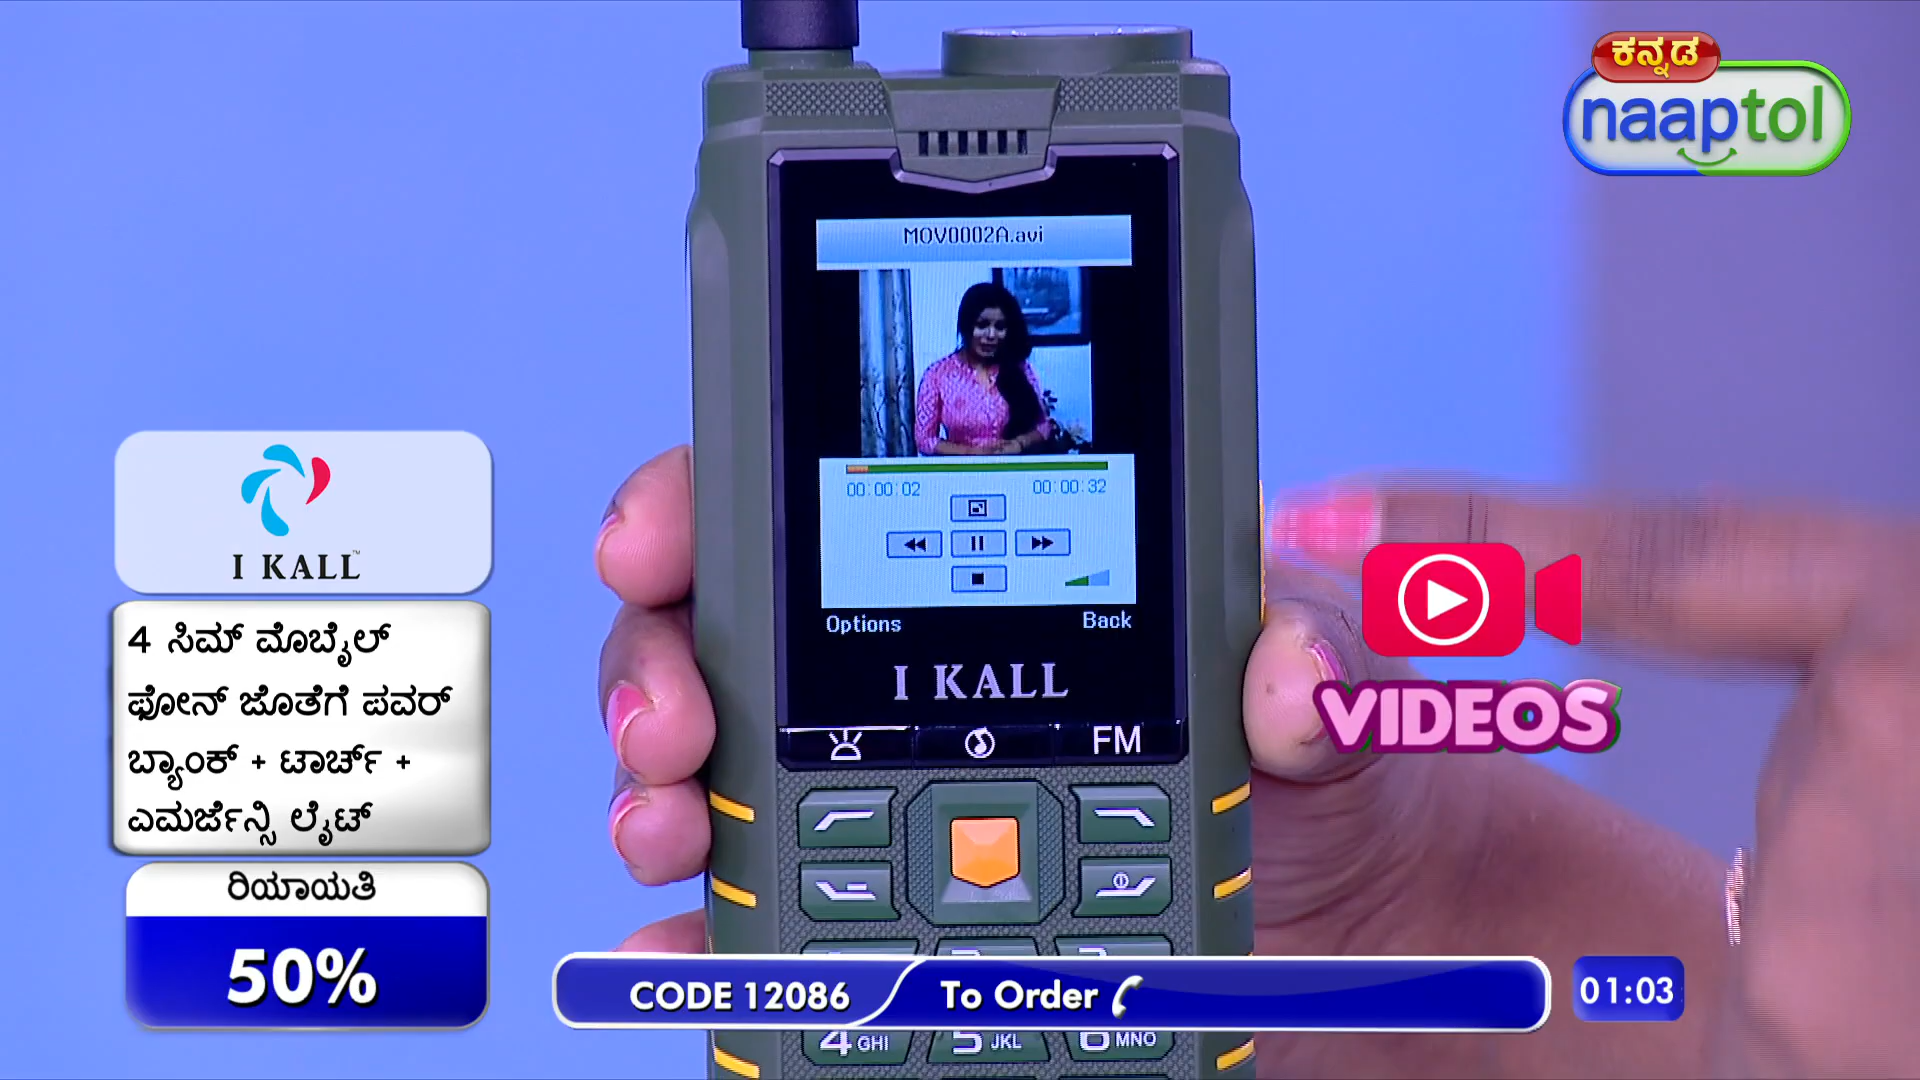 ಕನ್ನಡ
naaptol
MOV0002A.avi
00:00:02 00:00:32
Options Back
I KALL
FM
I KALL™
4 ಸಿಮ್ ಮೊಬೈಲ್
ಫೋನ್ ಜೊತೆಗೆ ಪವರ್
ಬ್ಯಾಂಕ್ + ಟಾರ್ಚ್ +
ಎಮರ್ಜೆನ್ಸಿ ಲೈಟ್
ರಿಯಾಯತಿ
50%
VIDEOS
CODE 12086 To Order
01:03
4 GHI 5 JKL 6 MNO